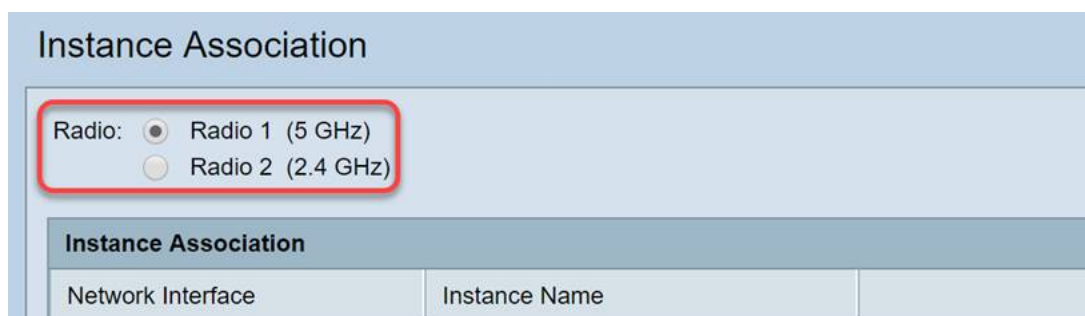 Instance Association
Radio: Radio 1 (5 GHz)
Radio 2 (2.4 GHz)
Instance Association
Network Interface Instance Name